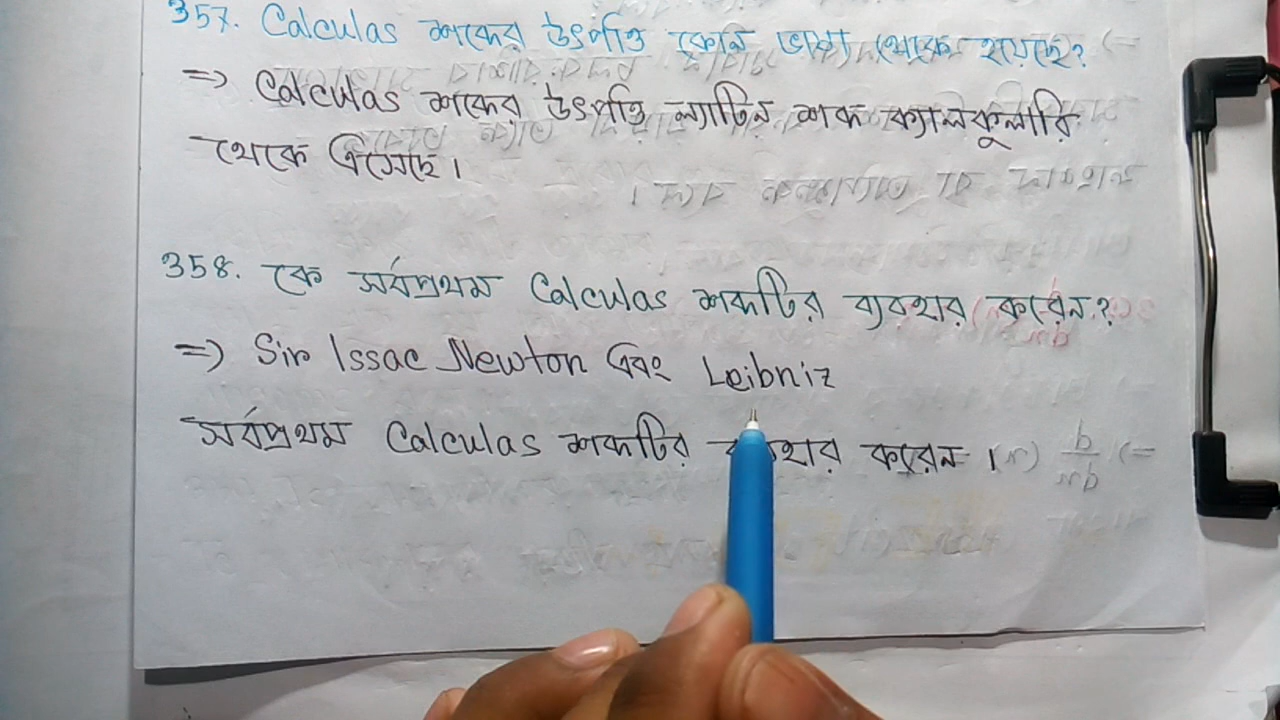 357. Calculas শব্দের উৎপত্তি কোন ভাষা থেকে হয়েছে?
=> Calculas শব্দের উৎপত্তি ল্যাটিন শব্দ ক্যালকুলারি
থেকে এসেছে।
358. কে সর্বপ্রথম Calculas শব্দটির ব্যবহার করেন?
=> Sir Issac Newton এবং Leibniz
সর্বপ্রথম Calculas শব্দটির ব্যবহার করেন।